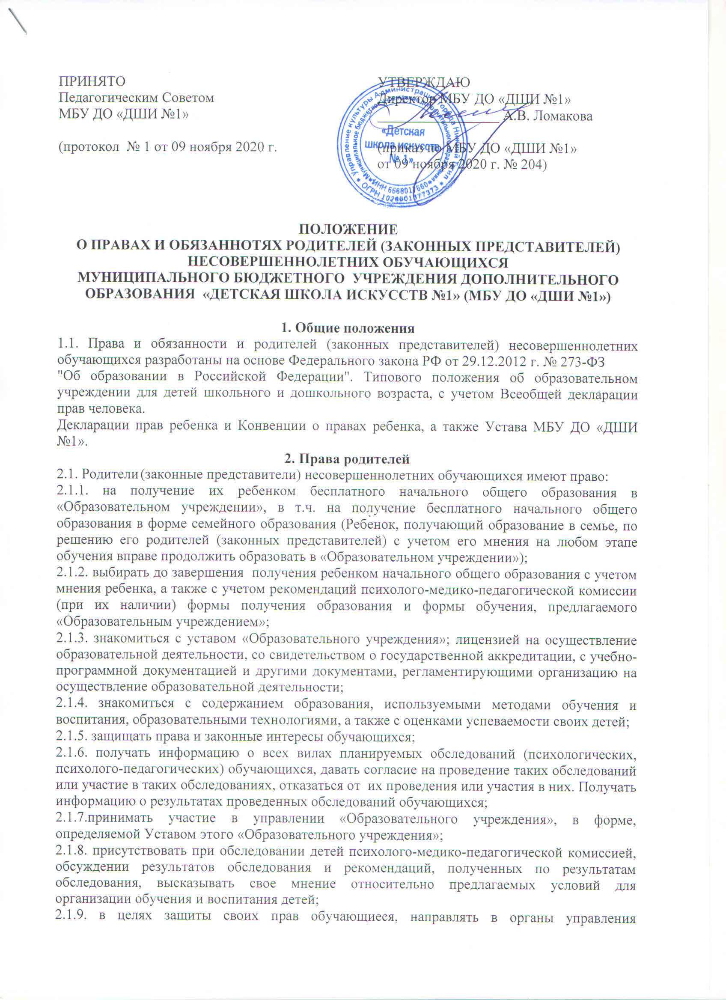 ПРИНЯТО
Педагогическим Советом
МБУ ДО «ДШИ №1»
(протокол № 1 от 09 ноября 2020 г.
УТВЕРЖДАЮ
Директор МБУ ДО «ДШИ №1»
А.В. Ломакова
(приказ по МБУ ДО «ДШИ №1»
от 09 ноября 2020 г. № 204)
Управление культуры Администрации города Нижний Тагил
Муниципальное бюджетное учреждение дополнительного образования
«Детская
школа искусств
№ 1»
ПОЛОЖЕНИЕ
О ПРАВАХ И ОБЯЗАННОТЯХ РОДИТЕЛЕЙ (ЗАКОННЫХ ПРЕДСТАВИТЕЛЕЙ)
НЕСОВЕРШЕННОЛЕТНИХ ОБУЧАЮЩИХСЯ
МУНИЦИПАЛЬНОГО БЮДЖЕТНОГО УЧРЕЖДЕНИЯ ДОПОЛНИТЕЛЬНОГО
ОБРАЗОВАНИЯ «ДЕТСКАЯ ШКОЛА ИСКУССТВ №1» (МБУ ДО «ДШИ №1»)
1. Общие положения
1.1. Права и обязанности и родителей (законных представителей) несовершеннолетних
обучающихся разработаны на основе Федерального закона РФ от 29.12.2012 г. № 273-ФЗ
"Об образовании в Российской Федерации". Типового положения об образовательном
учреждении для детей школьного и дошкольного возраста, с учетом Всеобщей декларации
прав человека.
Декларации прав ребенка и Конвенции о правах ребенка, а также Устава МБУ ДО «ДШИ
№1».
2. Права родителей
2.1. Родители (законные представители) несовершеннолетних обучающихся имеют право:
2.1.1. на получение их ребенком бесплатного начального общего образования в
«Образовательном учреждении», в т.ч. на получение бесплатного начального общего
образования в форме семейного образования (Ребенок, получающий образование в семье, по
решению его родителей (законных представителей) с учетом его мнения на любом этапе
обучения вправе продолжить образовать в «Образовательном учреждении»);
2.1.2. выбирать до завершения получения ребенком начального общего образования с учетом
мнения ребенка, а также с учетом рекомендаций психолого-медико-педагогической комиссии
(при их наличии) формы получения образования и формы обучения, предлагаемого
«Образовательным учреждением»;
2.1.3. знакомиться с уставом «Образовательного учреждения»; лицензией на осуществление
образовательной деятельности, со свидетельством о государственной аккредитации, с учебно-
программной документацией и другими документами, регламентирующими организацию на
осуществление образовательной деятельности;
2.1.4. знакомиться с содержанием образования, используемыми методами обучения и
воспитания, образовательными технологиями, а также с оценками успеваемости своих детей;
2.1.5. защищать права и законные интересы обучающихся;
2.1.6. получать информацию о всех вилах планируемых обследований (психологических,
психолого-педагогических) обучающихся, давать согласие на проведение таких обследований
или участие в таких обследованиях, отказаться от их проведения или участия в них. Получать
информацию о результатах проведенных обследований обучающихся;
2.1.7.принимать участие в управлении «Образовательного учреждения», в форме,
определяемой Уставом этого «Образовательного учреждения»;
2.1.8. присутствовать при обследовании детей психолого-медико-педагогической комиссией,
обсуждении результатов обследования и рекомендаций, полученных по результатам
обследования, высказывать свое мнение относительно предлагаемых условий для
организации обучения и воспитания детей;
2.1.9. в целях защиты своих прав обучающиеся, направлять в органы управления